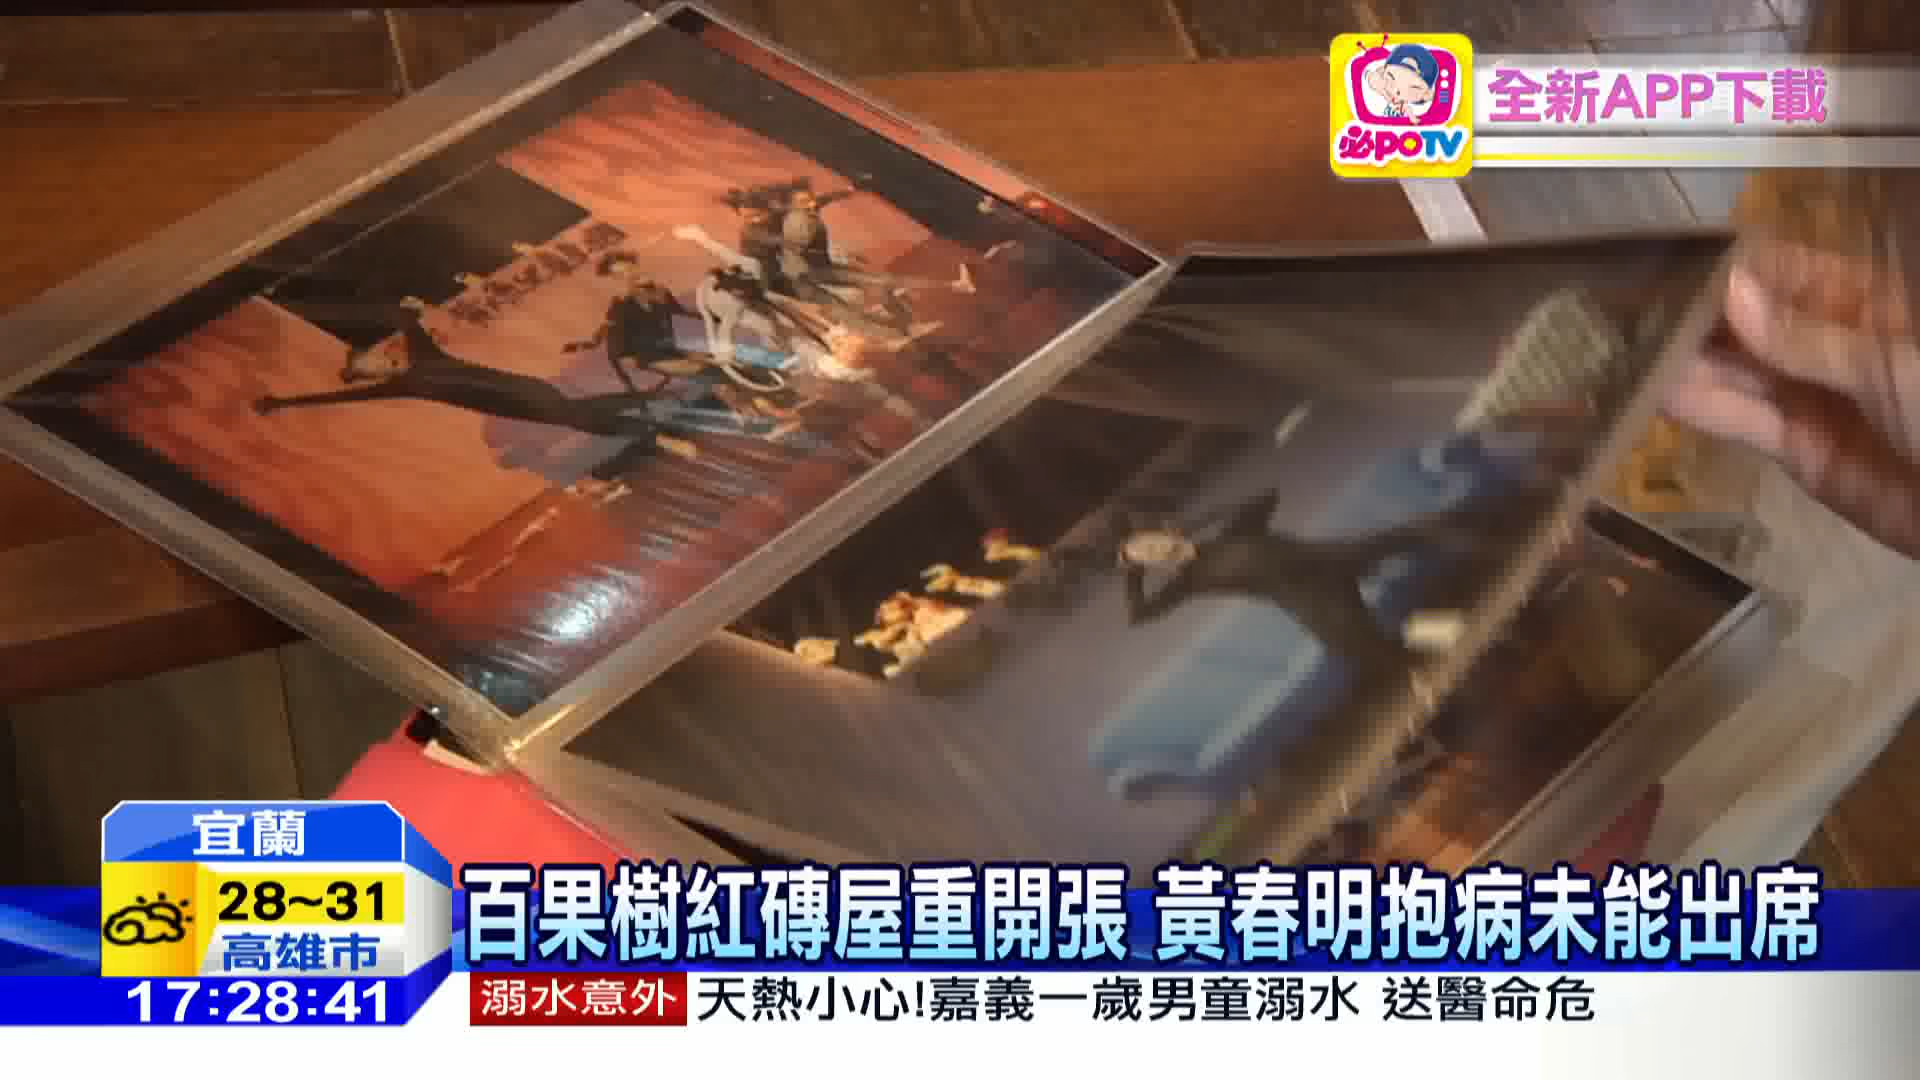 全新APP下載
必POTV
宜蘭
28~31
高雄市
17:28:41
百果樹紅磚屋重開張 黃春明抱病未能出席
溺水意外 天熱小心!嘉義一歲男童溺水 送醫命危